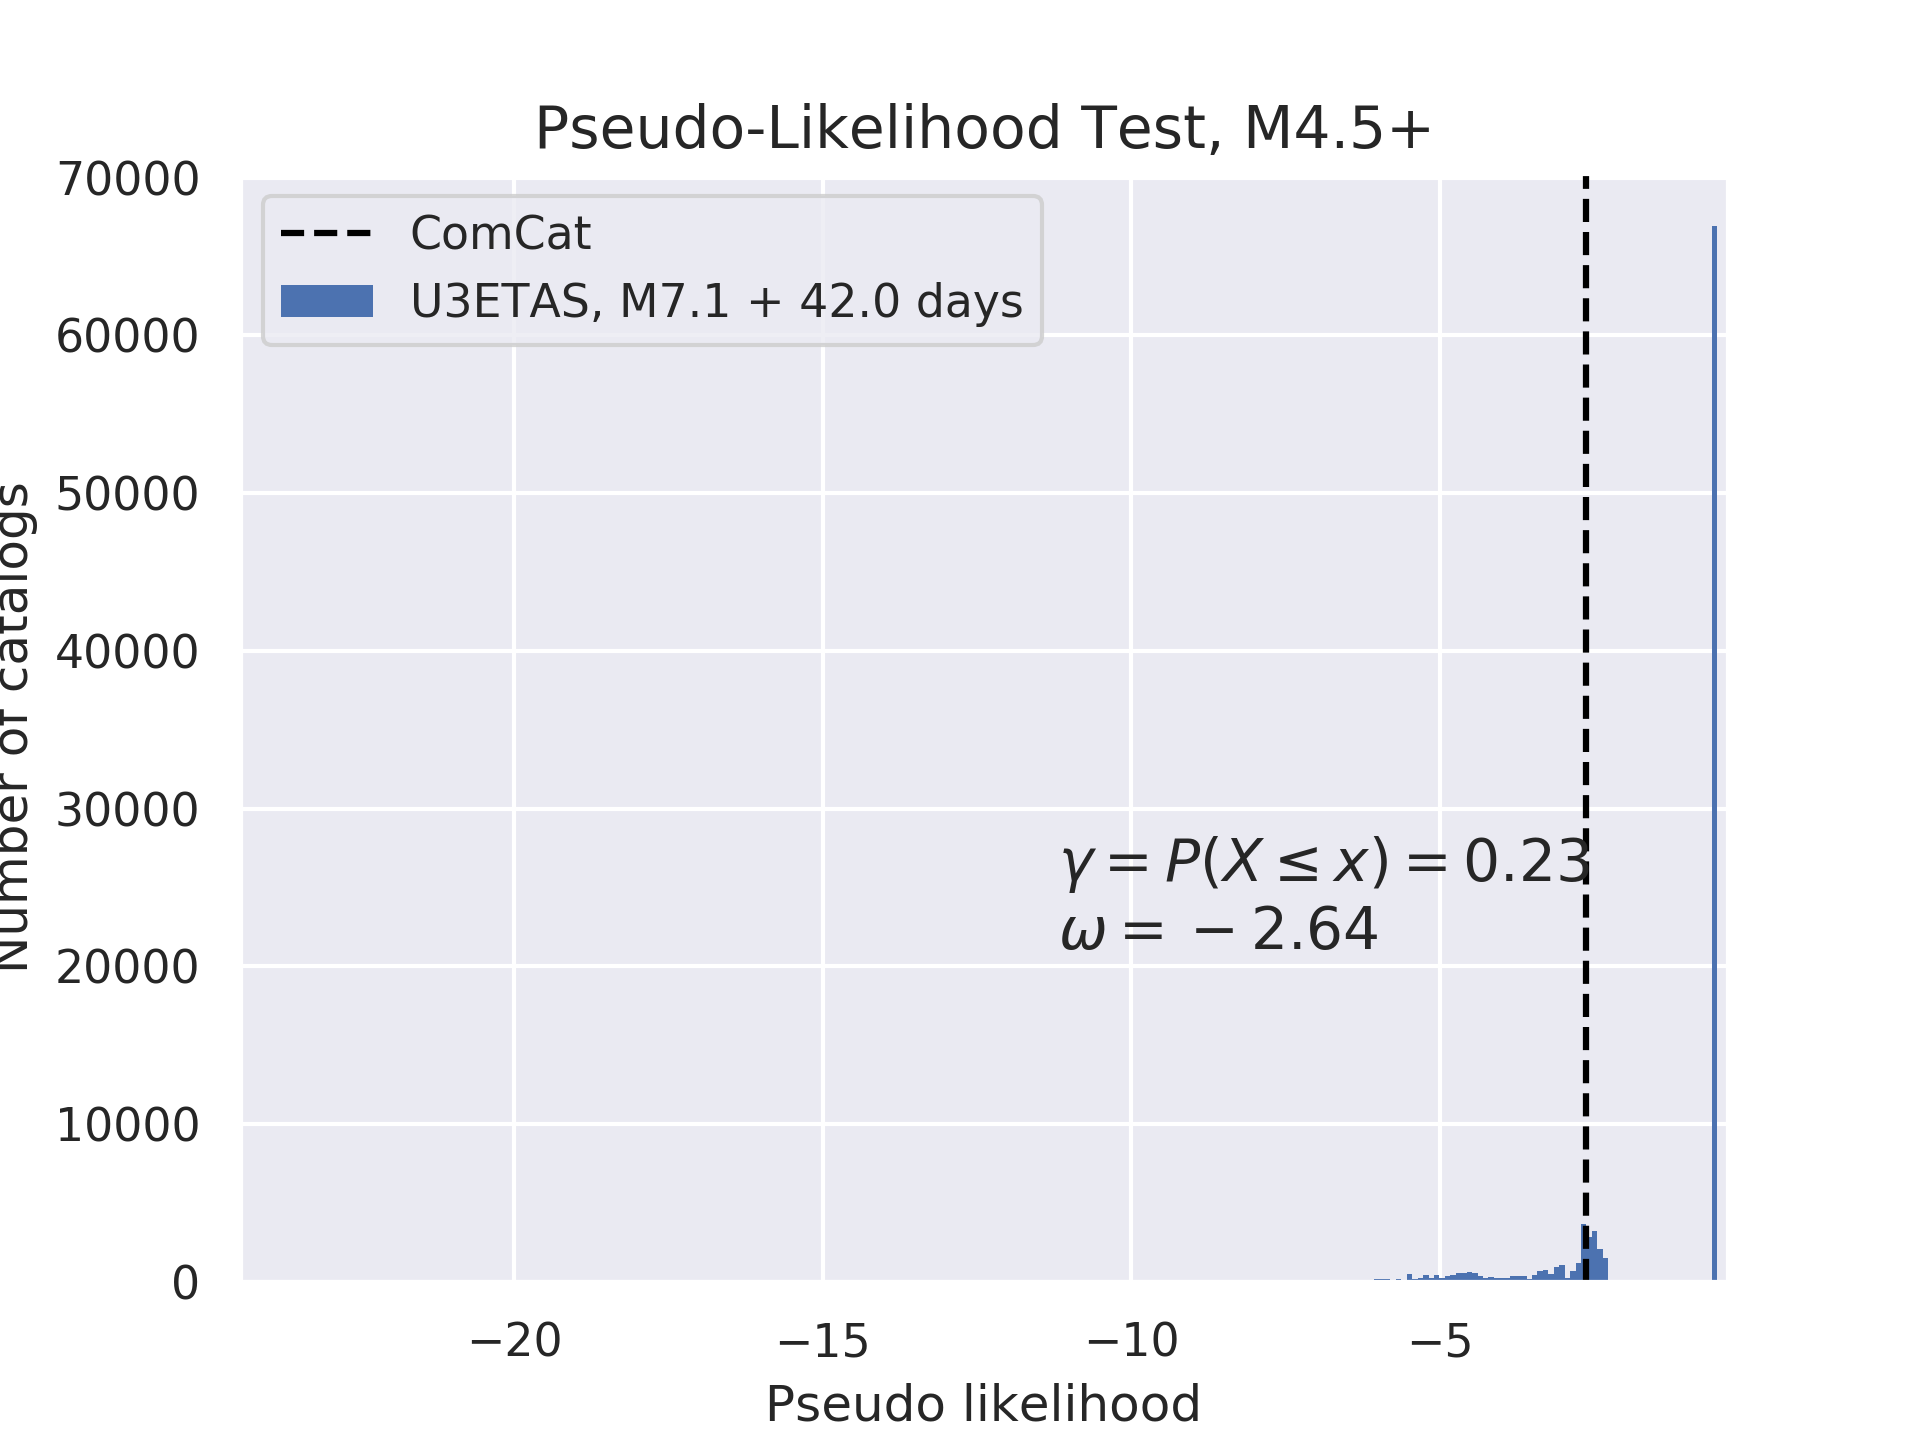 Pseudo-Likelihood Test, M4.5+
70000
60000
50000
40000
30000
20000
10000
0
Number of catalogs
ComCat
U3ETAS, M7.1 + 42.0 days
γ = P(X ≤ x) = 0.23
ω = − 2.64
−20 −15 −10 −5
Pseudo likelihood